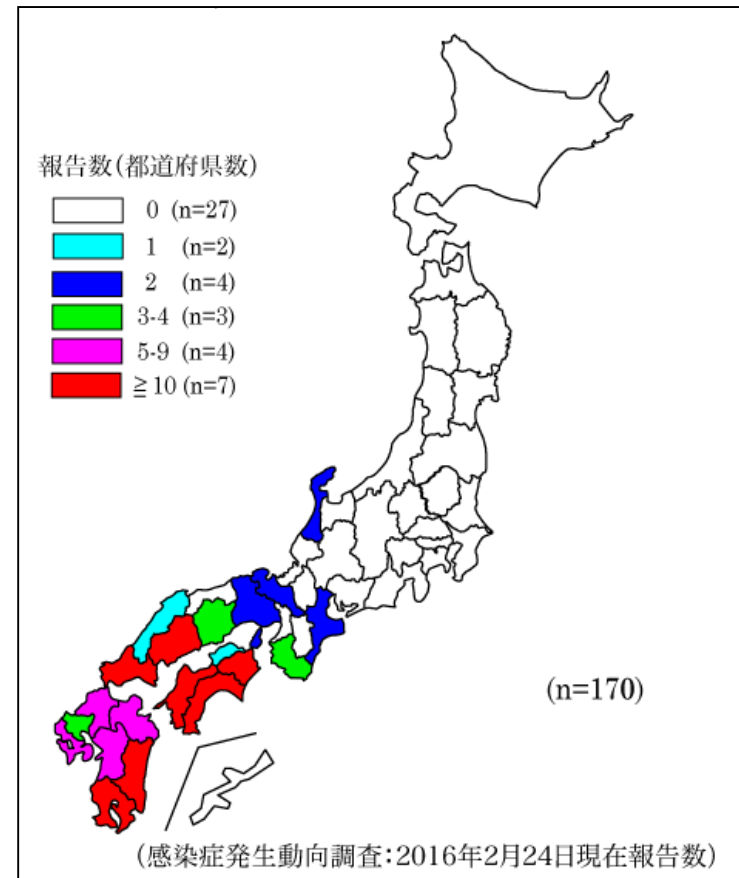 報告数(都道府県数)
0 (n=27)
1 (n=2)
2 (n=4)
3-4 (n=3)
5-9 (n=4)
≧10 (n=7)
(n=170)
(感染症発生動向調査:2016年2月24日現在報告数)